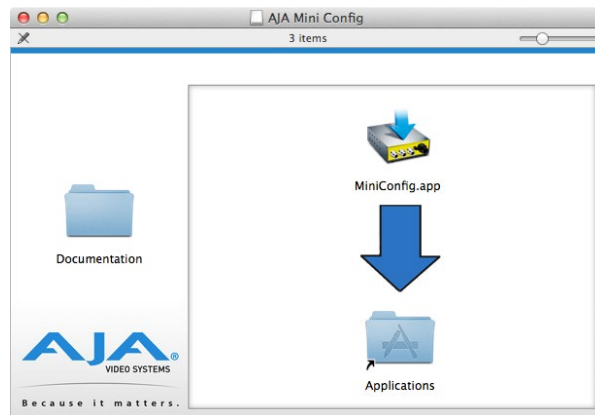 AJA Mini Config
3 items
MiniConfig.app
Documentation
Applications
AJA®
VIDEO SYSTEMS
Because it matters.